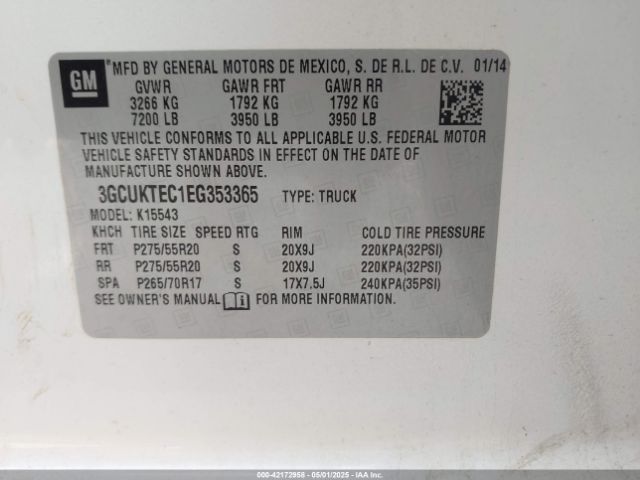 GM
*MFD BY GENERAL MOTORS DE MEXICO, S. DE R.L. DE C.V. 01/14
GVWR GAWR FRT GAWR RR
3266 KG 1792 KG 1792 KG
7200 LB 3950 LB 3950 LB
THIS VEHICLE CONFORMS TO ALL APPLICABLE U.S. FEDERAL MOTOR
VEHICLE SAFETY STANDARDS IN EFFECT ON THE DATE OF
MANUFACTURE SHOWN ABOVE.
3GCUKTEC1EG353365 TYPE: TRUCK
MODEL: K15543
KHCH TIRE SIZE SPEED RTG RIM COLD TIRE PRESSURE
FRT P275/55R20 S 20X9J 220KPA(32PSI)
RR P275/55R20 S 20X9J 220KPA(32PSI)
SPA P265/70R17 S 17X7.5J 240KPA(35PSI)
SEE OWNER'S MANUAL FOR MORE INFORMATION.
000-42172958 - 05/01/2025 - COPART